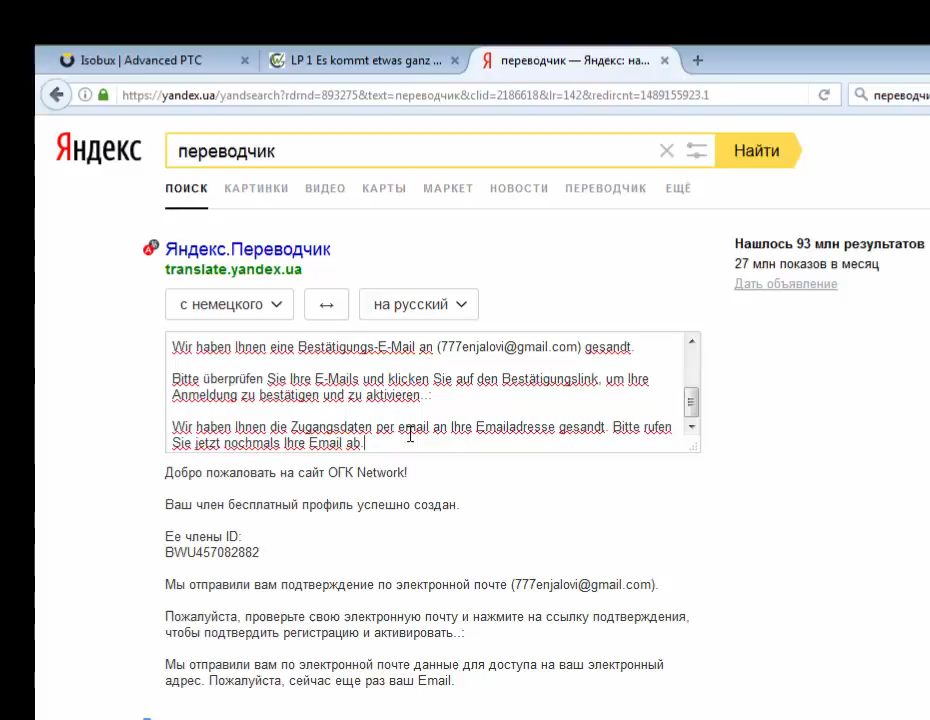 Isobux | Advanced PTC
LP 1 Es kommt etwas ganz ...
переводчик — Яндекс: на...
https://yandex.ua/yandsearch?rdrnd=893275&text=переводчик&clid=2186618&lr=142&redircnt=1489155923.1
переводчи
Яндекс
переводчик
Найти
ПОИСК КАРТИНКИ ВИДЕО КАРТЫ МАРКЕТ НОВОСТИ ПЕРЕВОДЧИК ЕЩЁ
Яндекс.Переводчик
translate.yandex.ua
Нашлось 93 млн результатов
27 млн показов в месяц
Дать объявление
с немецкого
на русский
Wir haben Ihnen eine Bestätigungs-E-Mail an (777enjalovi@gmail.com) gesandt.
Bitte überprüfen Sie Ihre E-Mails und klicken Sie auf den Bestätigungslink, um Ihre
Anmeldung zu bestätigen und zu aktivieren..:
Wir haben Ihnen die Zugangsdaten per email an Ihre Emailadresse gesandt. Bitte rufen
Sie jetzt nochmals Ihre Email ab.
Добро пожаловать на сайт ОГК Network!
Ваш член бесплатный профиль успешно создан.
Ее члены ID:
BWU457082882
Мы отправили вам подтверждение по электронной почте (777enjalovi@gmail.com).
Пожалуйста, проверьте свою электронную почту и нажмите на ссылку подтверждения,
чтобы подтвердить регистрацию и активировать..:
Мы отправили вам по электронной почте данные для доступа на ваш электронный
адрес. Пожалуйста, сейчас еще раз ваш Email.